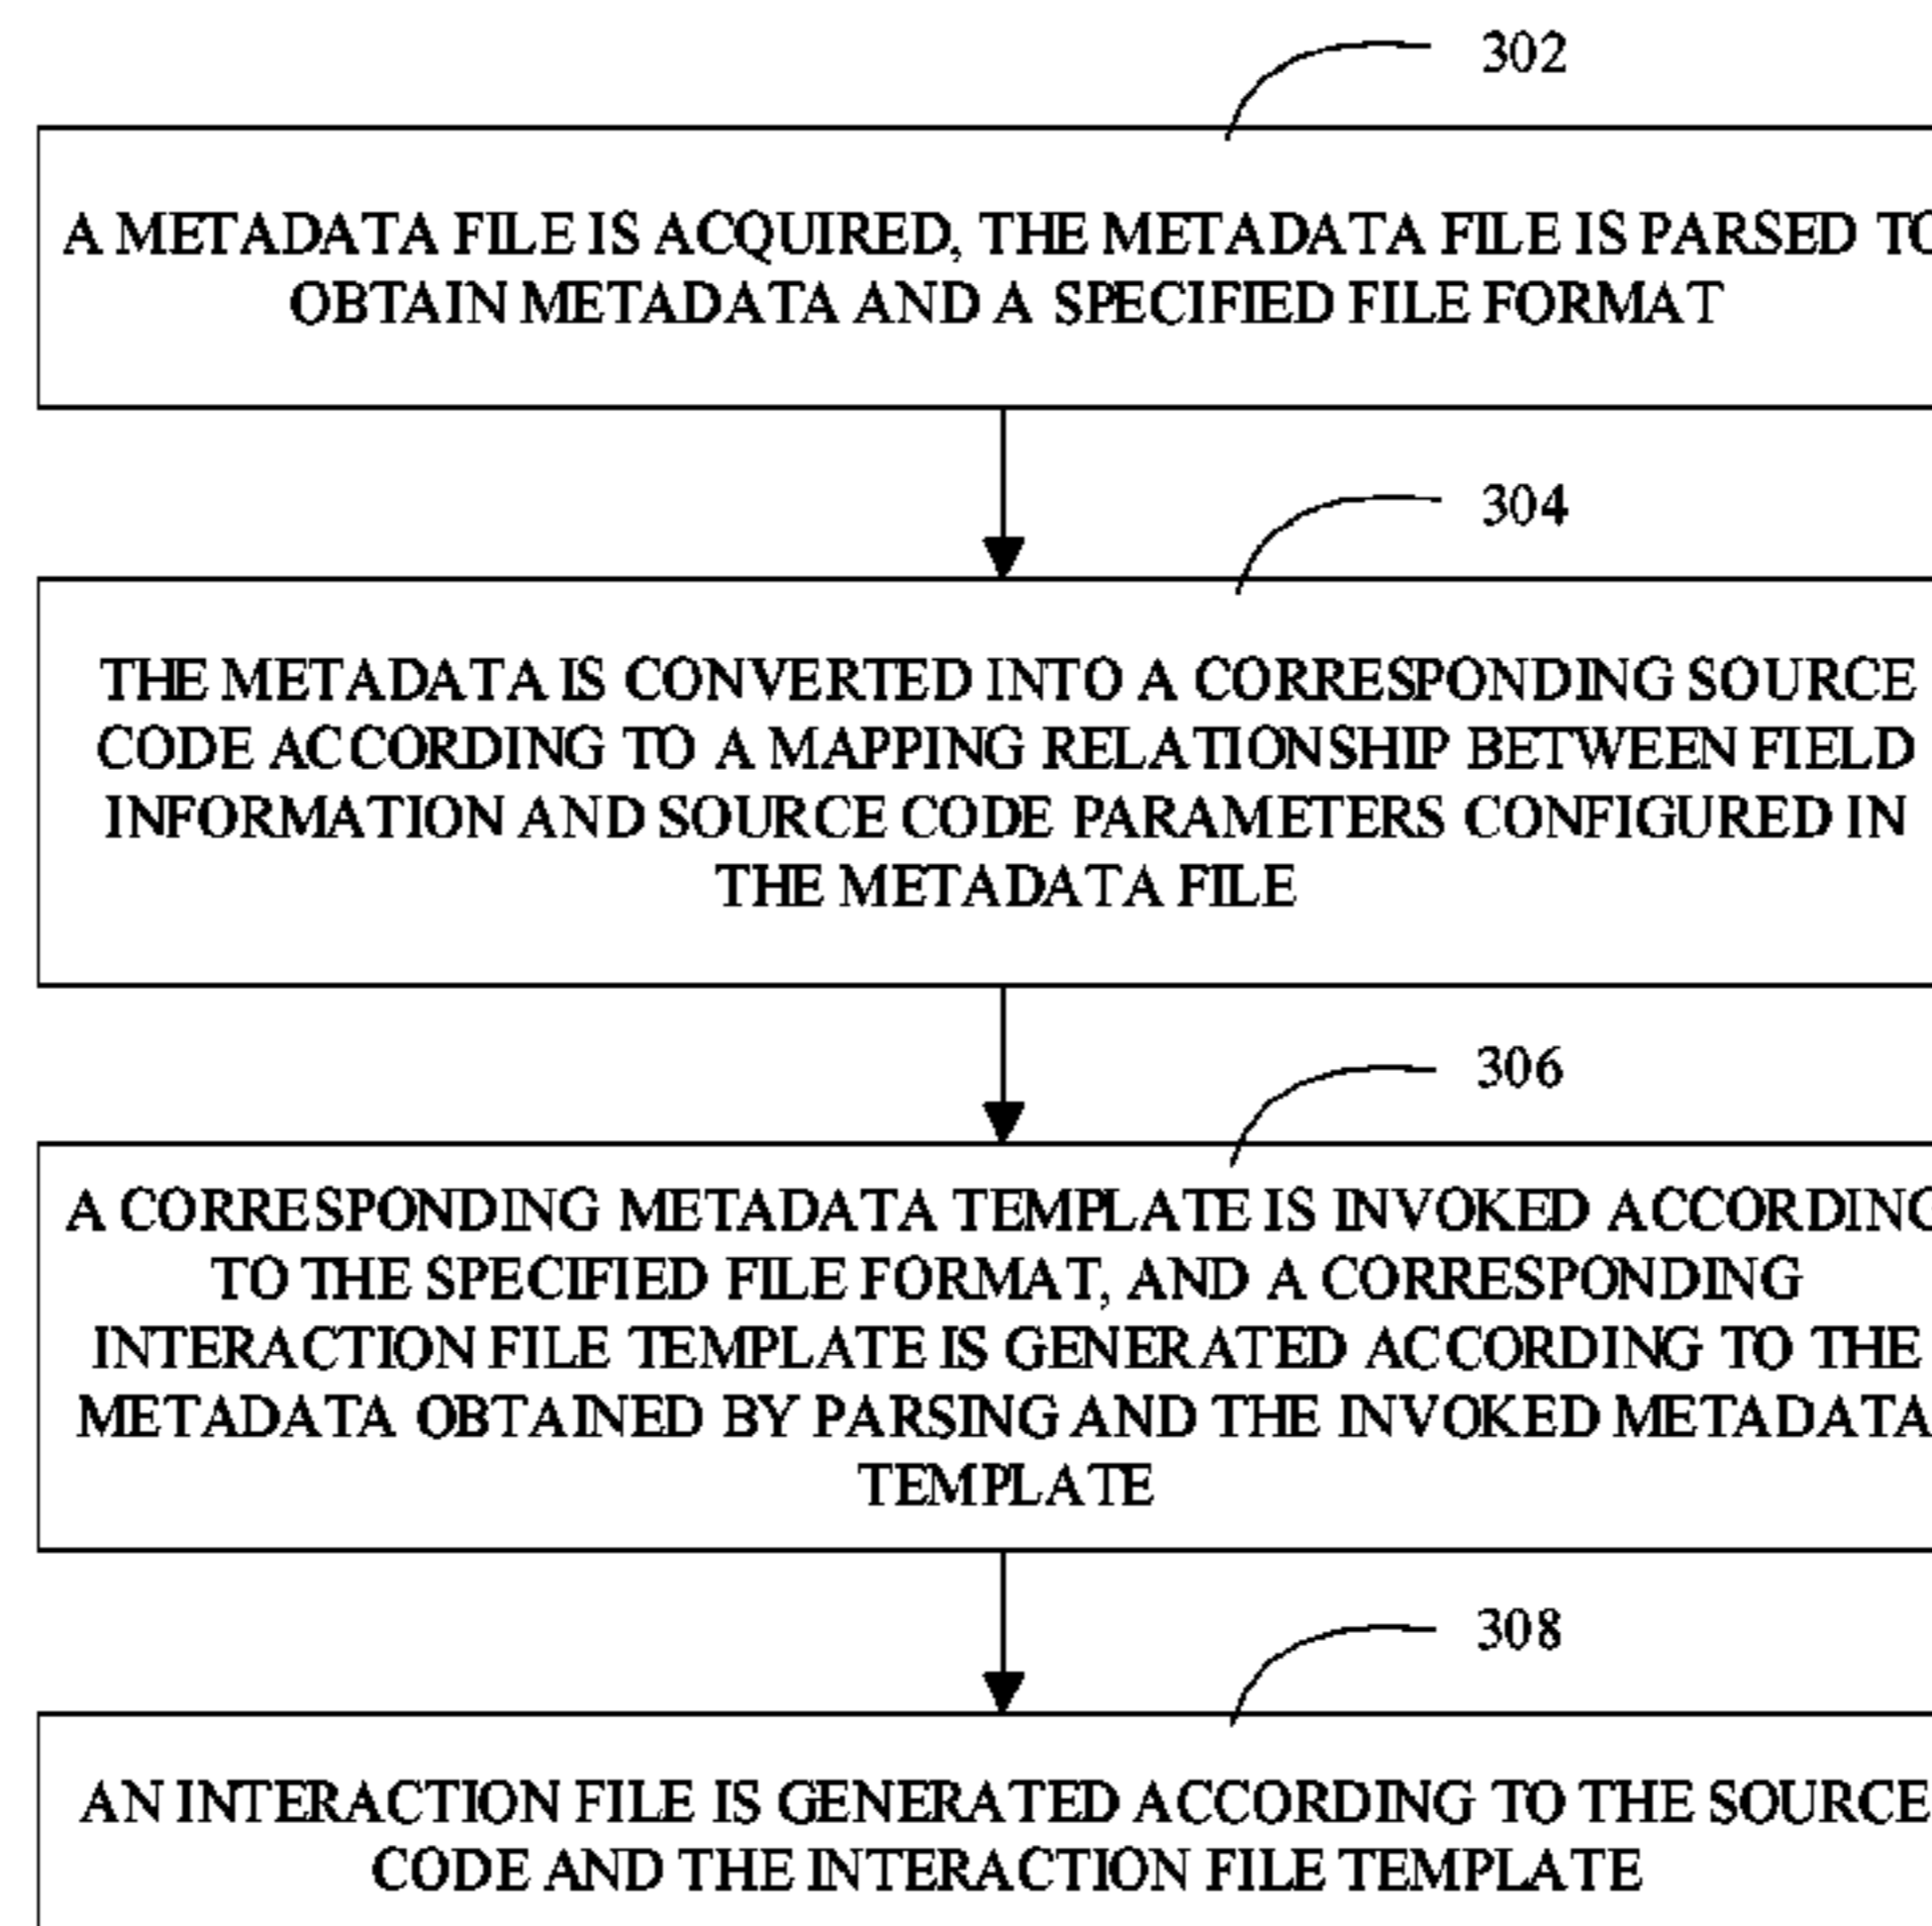 302
A METADATA FILE IS ACQUIRED, THE METADATA FILE IS PARSED TO
OBTAIN METADATA AND A SPECIFIED FILE FORMAT
304
THE METADATA IS CONVERTED INTO A CORRESPONDING SOURCE
CODE ACCORDING TO A MAPPING RELATIONSHIP BETWEEN FIELD
INFORMATION AND SOURCE CODE PARAMETERS CONFIGURED IN
THE METADATA FILE
306
A CORRESPONDING METADATA TEMPLATE IS INVOKED ACCORDING
TO THE SPECIFIED FILE FORMAT, AND A CORRESPONDING
INTERACTION FILE TEMPLATE IS GENERATED ACCORDING TO THE
METADATA OBTAINED BY PARSING AND THE INVOKED METADATA
TEMPLATE
308
AN INTERACTION FILE IS GENERATED ACCORDING TO THE SOURCE
CODE AND THE INTERACTION FILE TEMPLATE